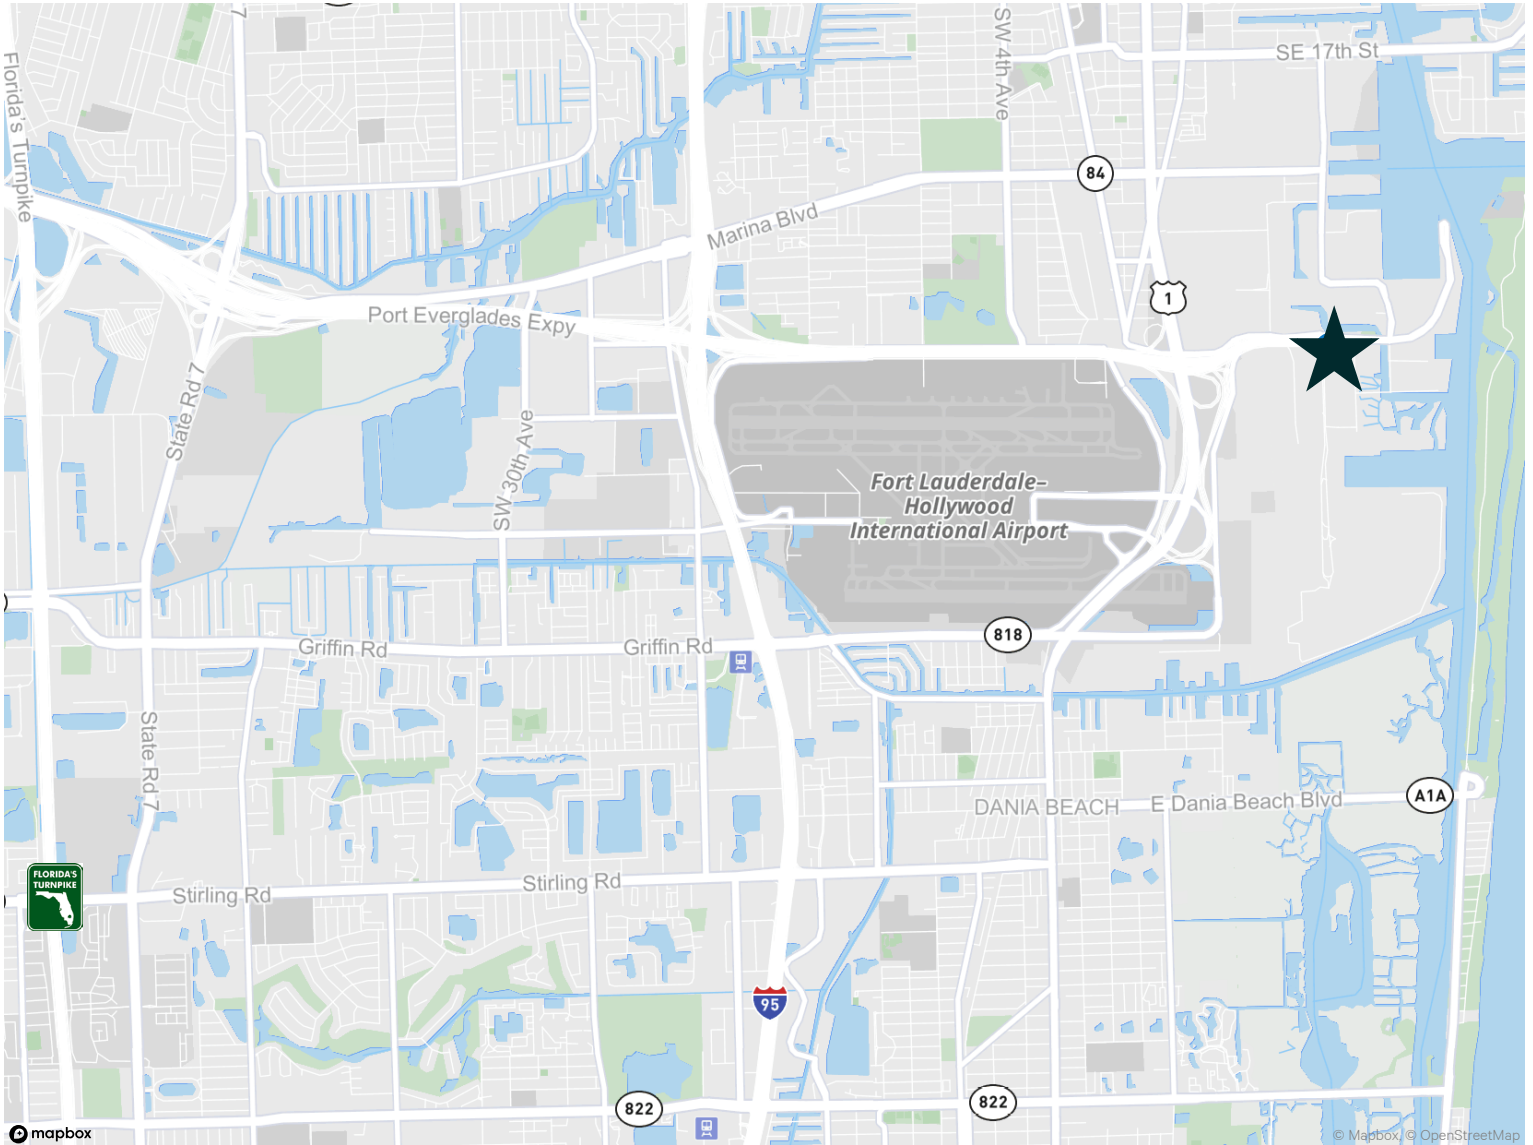 7
SW 4th Ave
SE 17th St
Florida's Turnpike
84
Marina Blvd
1
Port Everglades Expy
State Rd 7
SW 30th Ave
Fort Lauderdale–
Hollywood
International Airport
Griffin Rd
Griffin Rd
818
State Rd 7
DANIA BEACH
E Dania Beach Blvd
A1A
FLORIDA'S
TURNPIKE
Stirling Rd
Stirling Rd
95
822
822
mapbox
© Mapbox, © OpenStreetMap